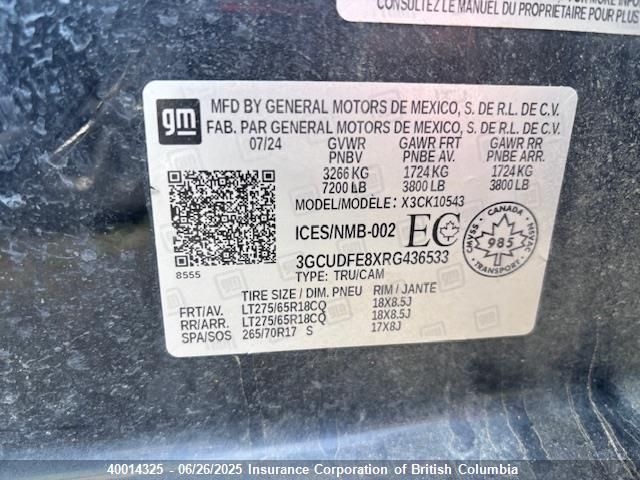 CONSULTEZ LE MANUEL DU PROPRIÉTAIRE POUR PLUS
gm
MFD BY GENERAL MOTORS DE MEXICO, S. DE R.L. DE C.V.
FAB. PAR GENERAL MOTORS DE MEXICO, S. DE R.L. DE C.V.
07/24 GVWR GAWR FRT GAWR RR
PNBV PNBE AV. PNBE ARR.
3266 KG 1724 KG 1724 KG
7200 LB 3800 LB 3800 LB
MODEL/MODÈLE: X3CK10543
ICES/NMB-002 EC
CMVSS NSVAC 985 TRANSPORT
3GCUDFE8XRG436533
8555 TYPE: TRU/CAM
TIRE SIZE / DIM. PNEU RIM / JANTE
FRT/AV. LT275/65R18CQ 18X8.5J
RR/ARR. LT275/65R18CQ 18X8.5J
SPA/SOS 265/70R17 S 17X8J
40014325 - 06/26/2025 Insurance Corporation of British Columbia